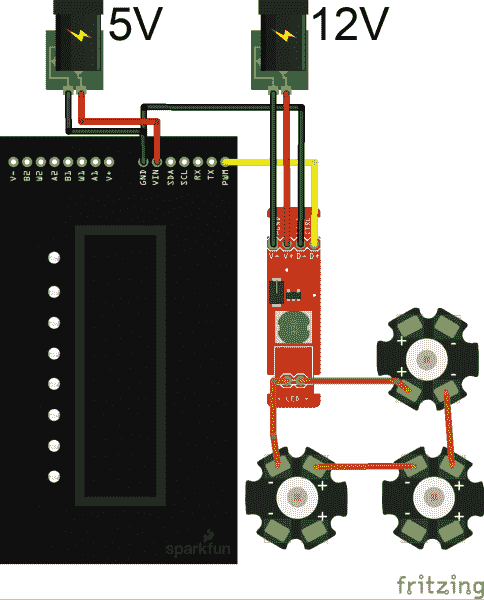 5V 12V
V- B2 W2 A2 B1 W1 A1 V+ GND VIN SDA SCL RX TX PWM
V- V+ D- D+
- LED +
+ -
+ -
- +
- +
sparkfun
fritzing